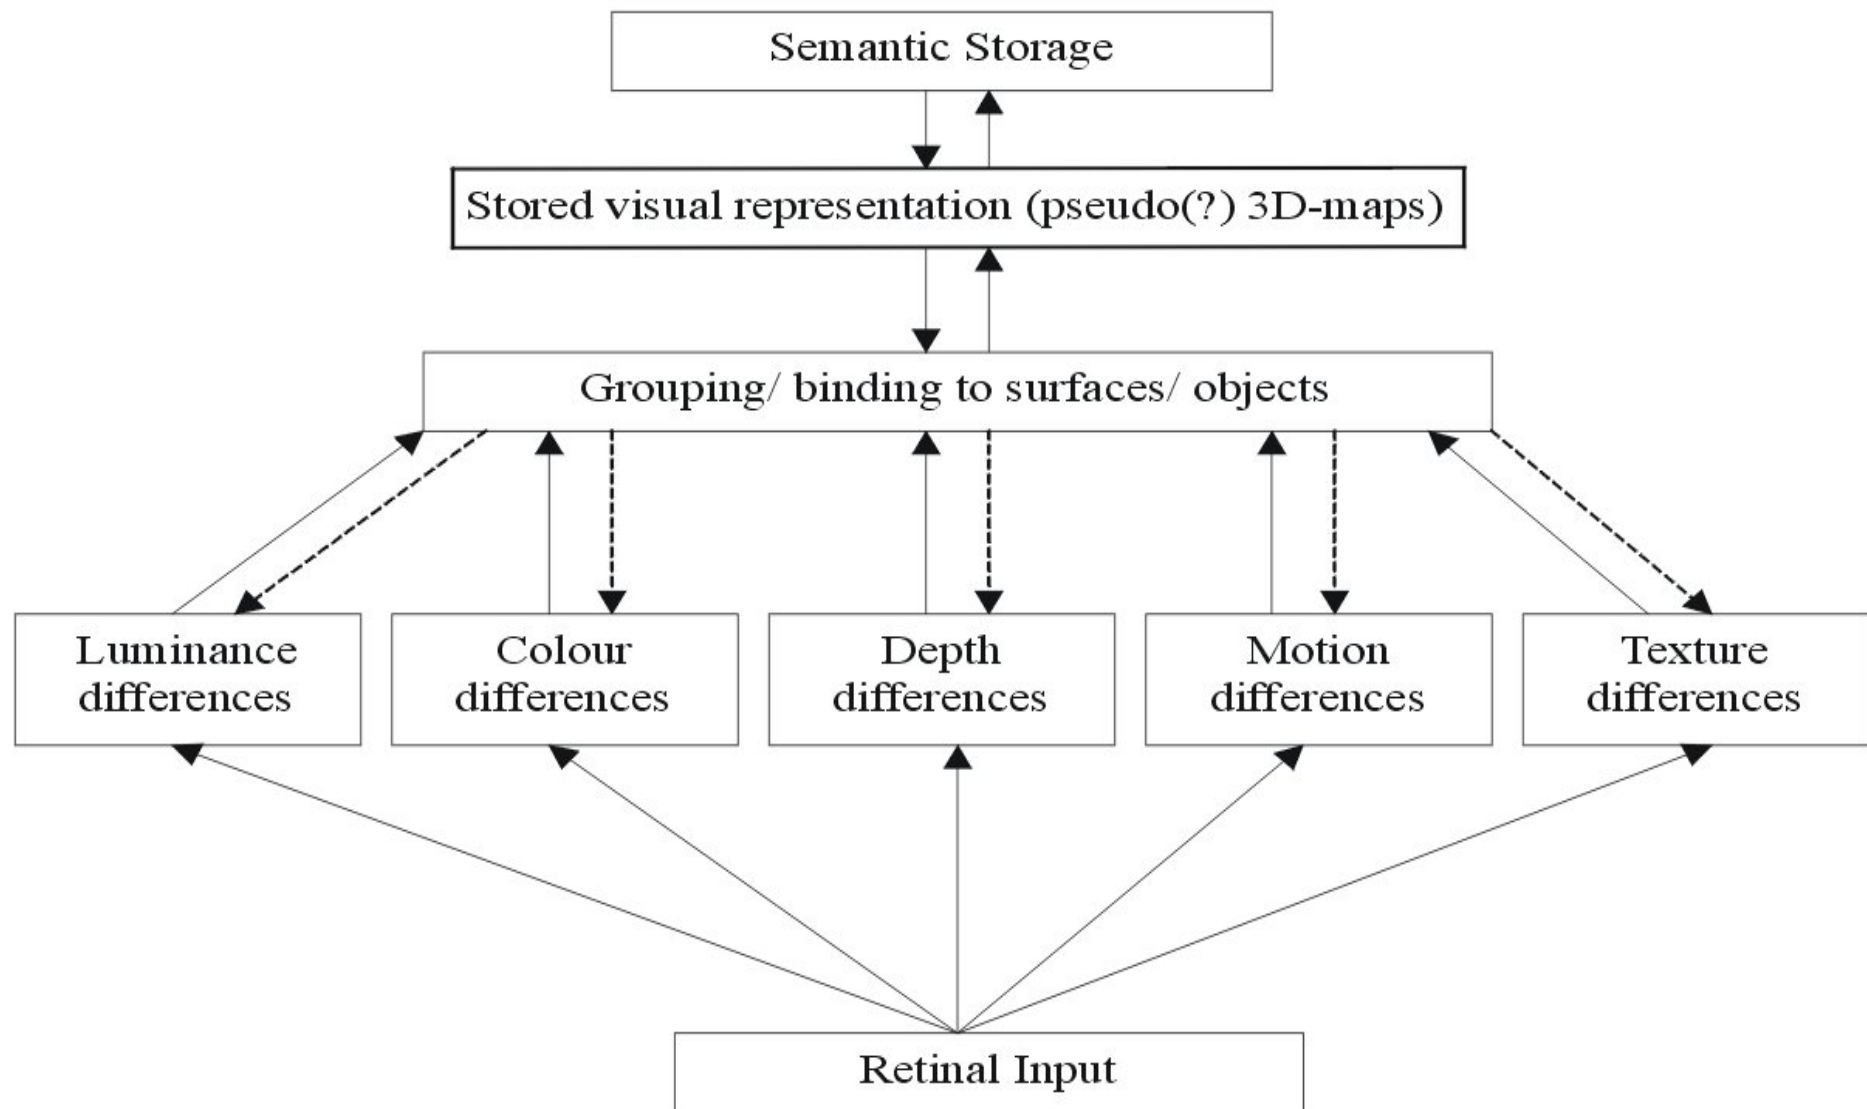 Semantic Storage
Stored visual representation (pseudo(?) 3D-maps)
Grouping/ binding to surfaces/ objects
Luminance
differences
Colour
differences
Depth
differences
Motion
differences
Texture
differences
Retinal Input